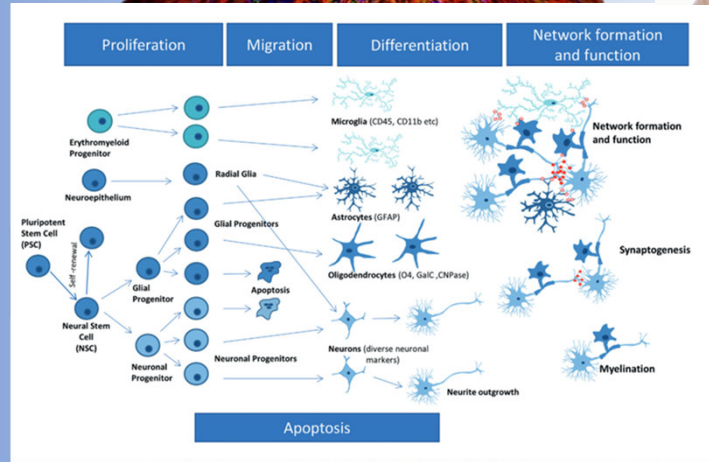 Proliferation
Migration
Differentiation
Network formation
and function
Microglia (CD45, CD11b etc)
Erythromyeloid
Progenitor
Network formation
and function
Radial Glia
Neuroepithelium
Astrocytes (GFAP)
Pluripotent
Stem Cell
(PSC)
Self -renewal
Glial Progenitors
Synaptogenesis
Glial
Progenitor
Apoptosis
Oligodendrocytes (O4, GalC ,CNPase)
Neural Stem
Cell
(NSC)
Neuronal
Progenitor
Neuronal Progenitors
Neurons (diverse neuronal
markers)
Myelination
Neurite outgrowth
Apoptosis